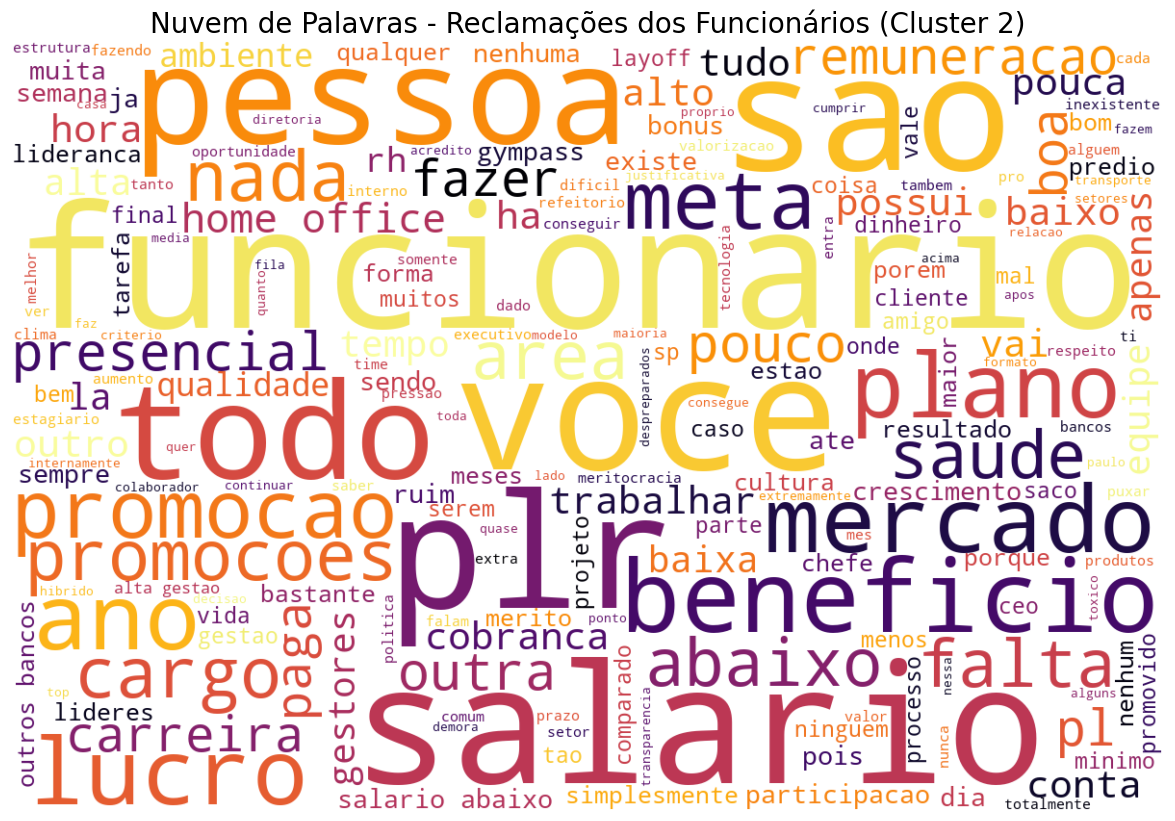 Nuvem de Palavras - Reclamações dos Funcionários (Cluster 2)
estrutura fazendo ambiente qualquer nenhuma layoff tudo remuneracao cada
muita pessoa sao pouca
semana ja casa alto cumprir vale inexistente
hora diretoria bonus proprio valorizacao boa bom fazem
lideranca oportunidade acredito gympass existe alguem predio
nada rh fazer dificil justificativa coisa tambem pro transporte
alta tanto interno refeitorio meta possui setores
final home office ha conseguir dinheiro baixo relacao apenas
tarefa media funcionario entra
melhor fila quanto somente forma tecnologia acima porem mal
ver muitos dado cliente apos
faz amigo
clima criterio tempo executivo modelo maioria pouco onde vai ti respeito
presencial time area sp formato
aumento qualidade sendo despreparados estao plano maior equipe
bem la pressao voce consegue
estagiario todo toda caso resultado bancos
outro quer ate saude paulo
internamente
sempre colaborador continuar saber meses lado meritocracia cultura crescimento saco puxar
promocao ruim serem trabalhar extremamente mercado
plr quase parte mes
promocoes extra projeto baixa chefe porque produtos
hibrido alta gestao bastante beneficio toxico
ano decisao vida falam merito ponto ceo
outros bancos gestao paga politica cobranca menos promovido
cargo gestores outra abaixo falta
top processo nessa alguns nenhum
lideres salario comum prazo comparado valor
carreira demora setor transparencia ninguem pl
lucro tao pois nunca minimo
salario abaixo simplesmente participacao dia conta
totalmente